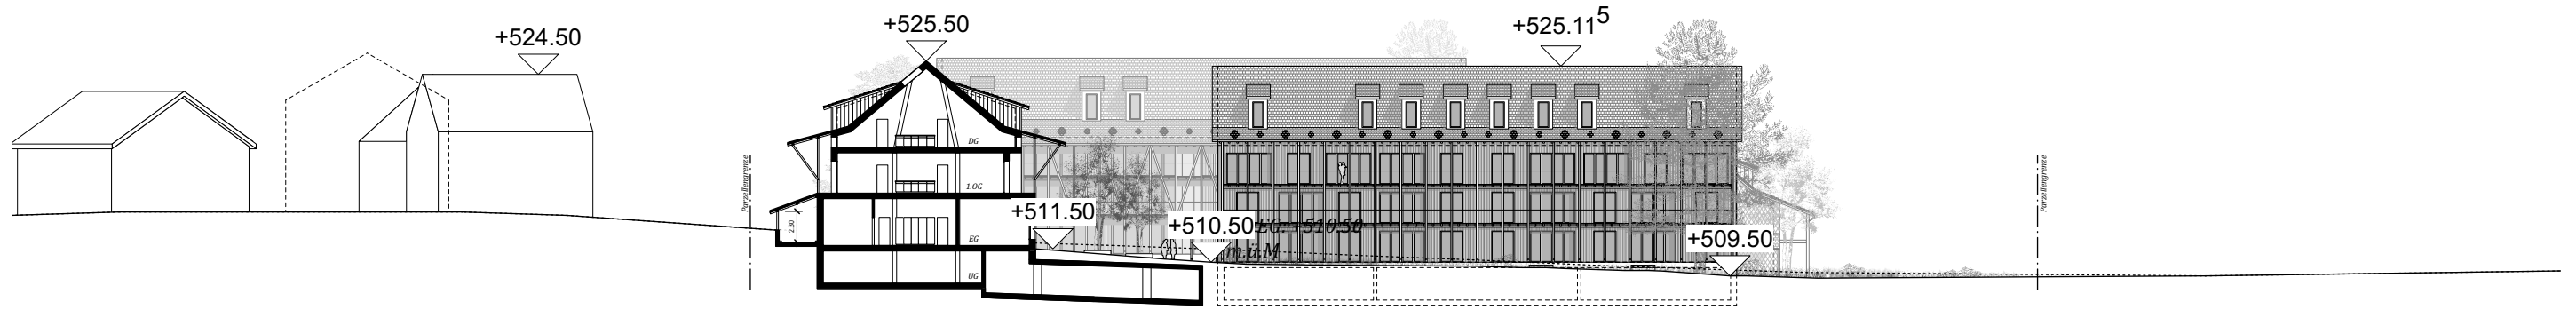 +524.50
+525.50
+525.11⁵
DG
1.OG
EG
UG
2.30
Parzellengrenze
+511.50
+510.50
EG: +510.50
m.ü.M
+509.50
Parzellengrenze